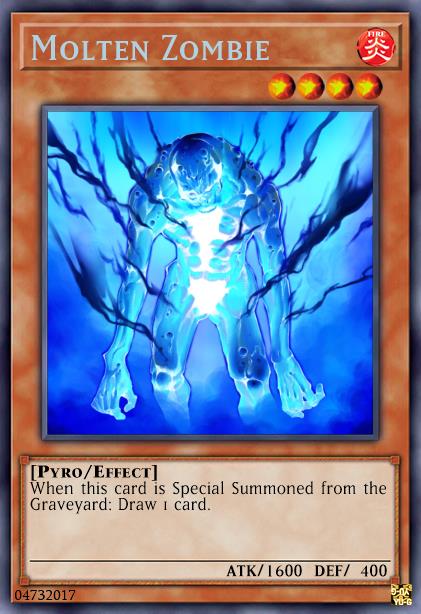 Molten Zombie
FIRE
炎
[Pyro/Effect]
When this card is Special Summoned from the
Graveyard: Draw 1 card.
ATK/1600 DEF/ 400
04732017